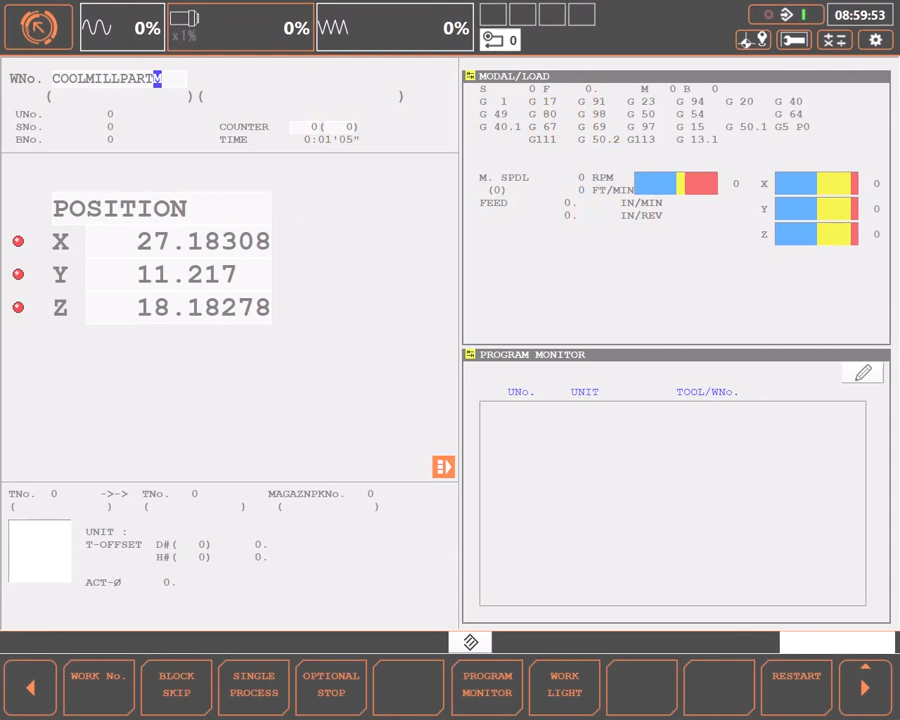 0%
x1%
0%
0%
0
08:59:53
WNo. COOLMILLPARTM
( )( )
UNo. 0
SNo. 0
BNo. 0
COUNTER 0( 0)
TIME 0:01'05"
POSITION
X 27.18308
Y 11.217
Z 18.18278
TNo. 0 ->-> TNo. 0 MAGAZNPKNo. 0
( ) ( ) ( )
UNIT :
T-OFFSET D#( 0) 0.
H#( 0) 0.
ACT-Ø 0.
MODAL/LOAD
S 0 F 0. M 0 B 0
G 1 G 17 G 91 G 23 G 94 G 20 G 40
G 49 G 80 G 98 G 50 G 54 G 64
G 40.1 G 67 G 69 G 97 G 15 G 50.1 G5 P0
G111 G 50.2 G113 G 13.1
M. SPDL 0 RPM 0 X 0
(0) 0 FT/MIN
FEED 0. IN/MIN Y 0
0. IN/REV
Z 0
PROGRAM MONITOR
UNo. UNIT TOOL/WNo.
WORK No.
BLOCK SKIP
SINGLE PROCESS
OPTIONAL STOP
PROGRAM MONITOR
WORK LIGHT
RESTART